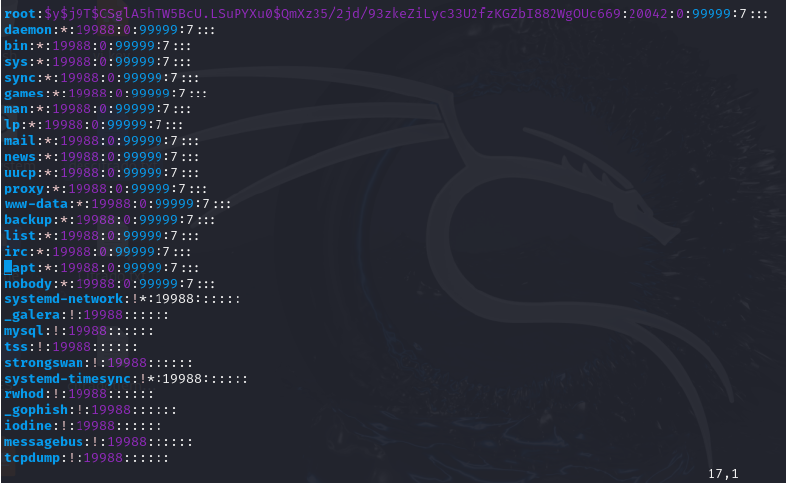 root:$y$j9T$CSglA5hTW5BcU.LSuPYXu0$QmXz35/2jd/93zkeZiLyc33U2fzKGZbI882WgOUc669:20042:0:99999:7:::
daemon:*:19988:0:99999:7:::
bin:*:19988:0:99999:7:::
sys:*:19988:0:99999:7:::
sync:*:19988:0:99999:7:::
games:*:19988:0:99999:7:::
man:*:19988:0:99999:7:::
lp:*:19988:0:99999:7:::
mail:*:19988:0:99999:7:::
news:*:19988:0:99999:7:::
uucp:*:19988:0:99999:7:::
proxy:*:19988:0:99999:7:::
www-data:*:19988:0:99999:7:::
backup:*:19988:0:99999:7:::
list:*:19988:0:99999:7:::
irc:*:19988:0:99999:7:::
_apt:*:19988:0:99999:7:::
nobody:*:19988:0:99999:7:::
systemd-network:!*:19988::::::
_galera:!:19988::::::
mysql:!:19988::::::
tss:!:19988::::::
strongswan:!:19988::::::
systemd-timesync:!*:19988::::::
rwhod:!:19988::::::
_gophish:!:19988::::::
iodine:!:19988::::::
messagebus:!:19988::::::
tcpdump:!:19988::::::
17,1